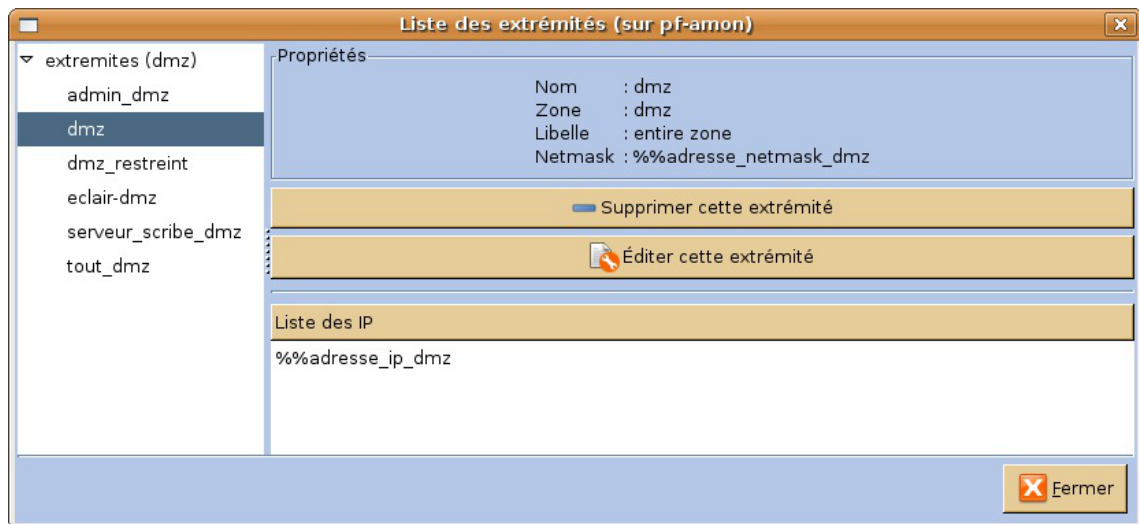 Liste des extrémités (sur pf-amon)
extremites (dmz)
admin_dmz
dmz
dmz_restreint
eclair-dmz
serveur_scribe_dmz
tout_dmz
Propriétés
Nom : dmz
Zone : dmz
Libelle : entire zone
Netmask : %%adresse_netmask_dmz
Supprimer cette extrémité
Éditer cette extrémité
Liste des IP
%%adresse_ip_dmz
Fermer